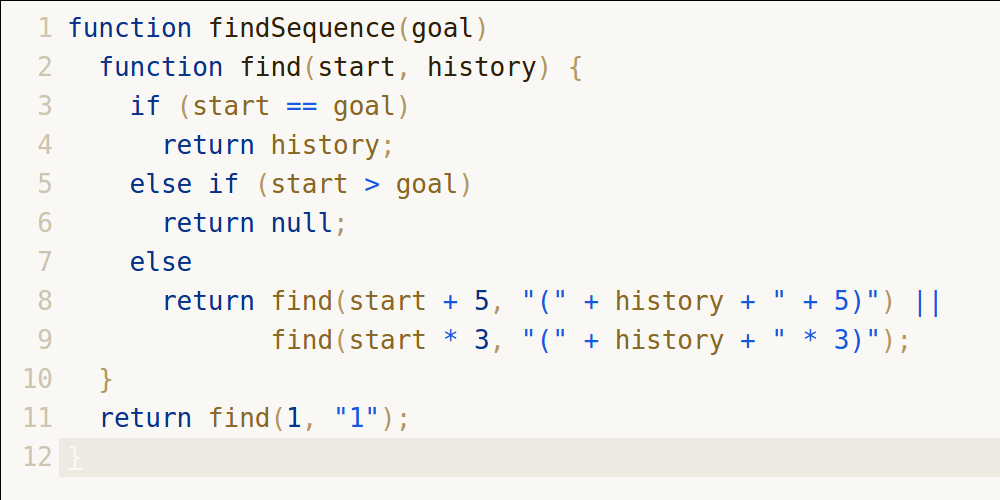 1 function findSequence(goal)
2   function find(start, history) {
3     if (start == goal)
4       return history;
5     else if (start > goal)
6       return null;
7     else
8       return find(start + 5, "(" + history + " + 5)") ||
9              find(start * 3, "(" + history + " * 3)");
10   }
11   return find(1, "1");
12 }